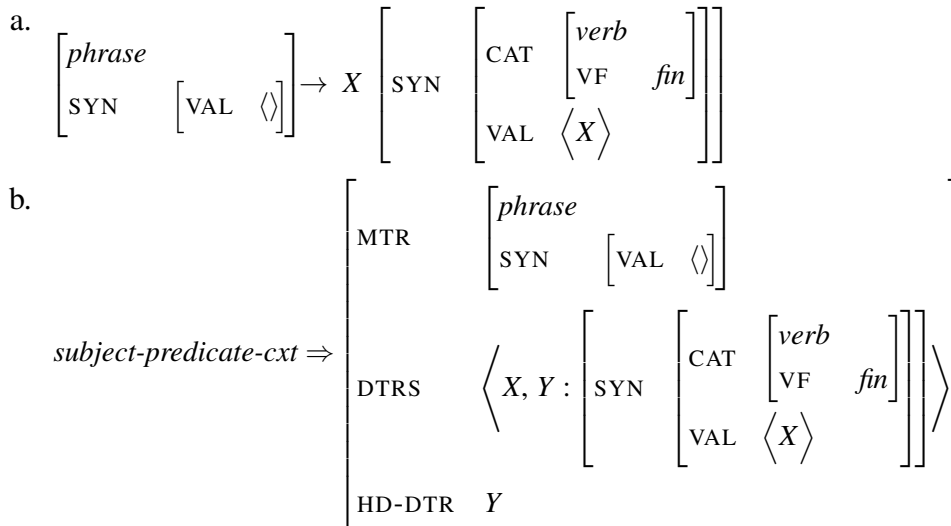 a.
phrase
SYN [VAL ⟨⟩] → X [SYN [CAT [verb
VF fin]
VAL ⟨X⟩]]
b.
subject-predicate-cxt ⇒
MTR [phrase
SYN [VAL ⟨⟩]]
DTRS ⟨X, Y : [SYN [CAT [verb
VF fin]
VAL ⟨X⟩]]⟩
HD-DTR Y